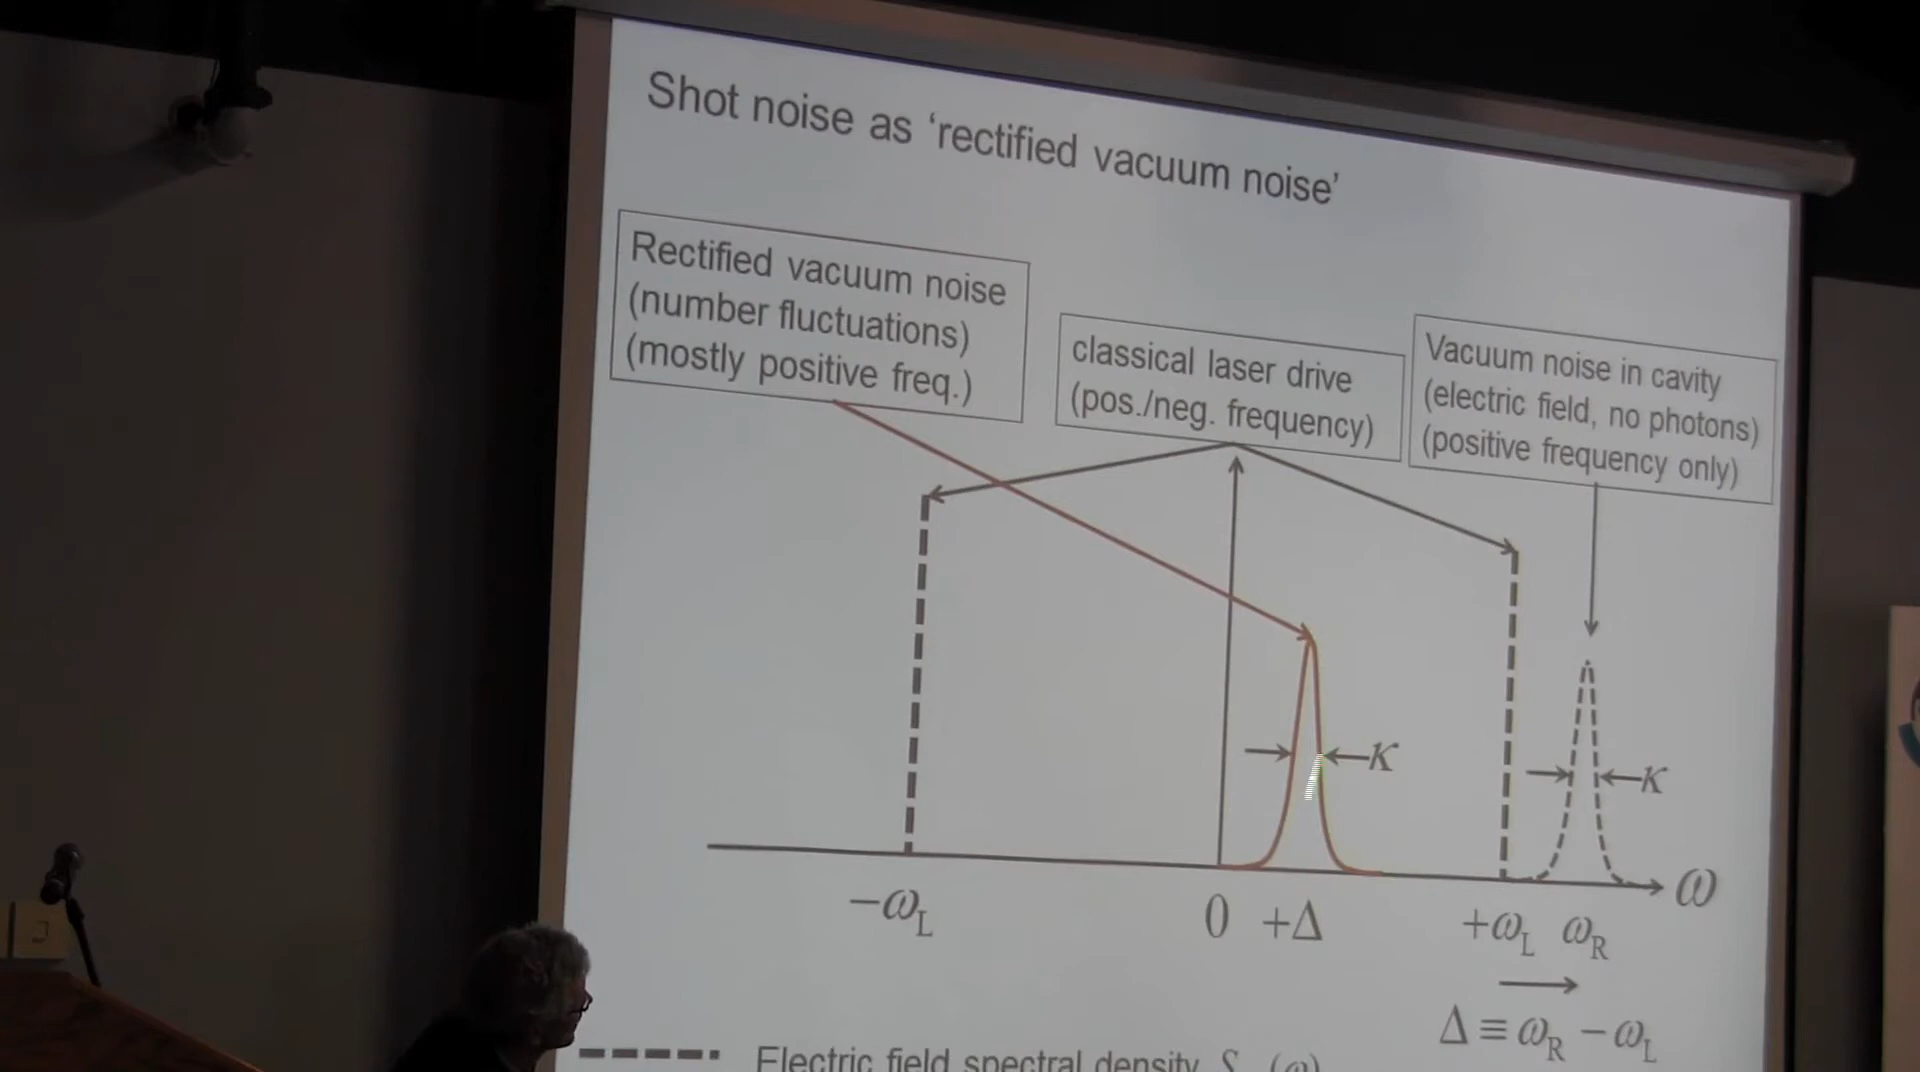 Shot noise as ‘rectified vacuum noise’
Rectified vacuum noise
(number fluctuations)
(mostly positive freq.)
classical laser drive
(pos./neg. frequency)
Vacuum noise in cavity
(electric field, no photons)
(positive frequency only)
κ
κ
ω
−ω_L
0
+Δ
+ω_L
ω_R
Δ ≡ ω_R − ω_L
Electric field spectral density S (ω)